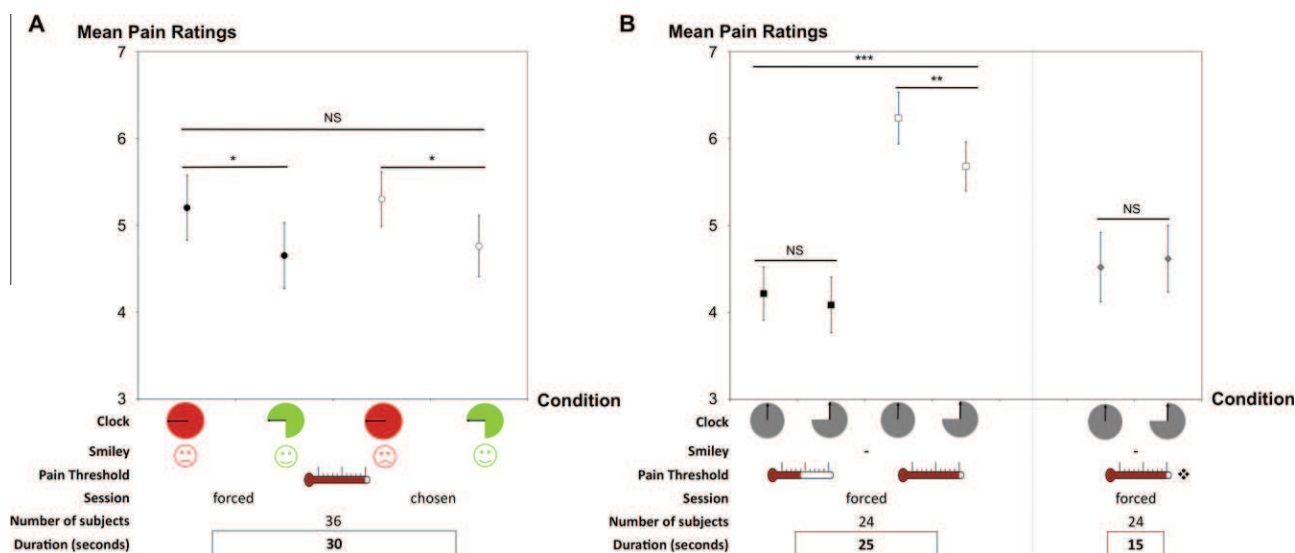 A
Mean Pain Ratings
7
6
5
4
3
NS
*
*
Condition
Clock
Smiley
Pain Threshold
Session
forced
chosen
Number of subjects
36
Duration (seconds)
30
B
Mean Pain Ratings
7
6
5
4
3
***
**
NS
NS
Condition
Clock
Smiley
-
-
Pain Threshold
Session
forced
forced
Number of subjects
24
24
Duration (seconds)
25
15